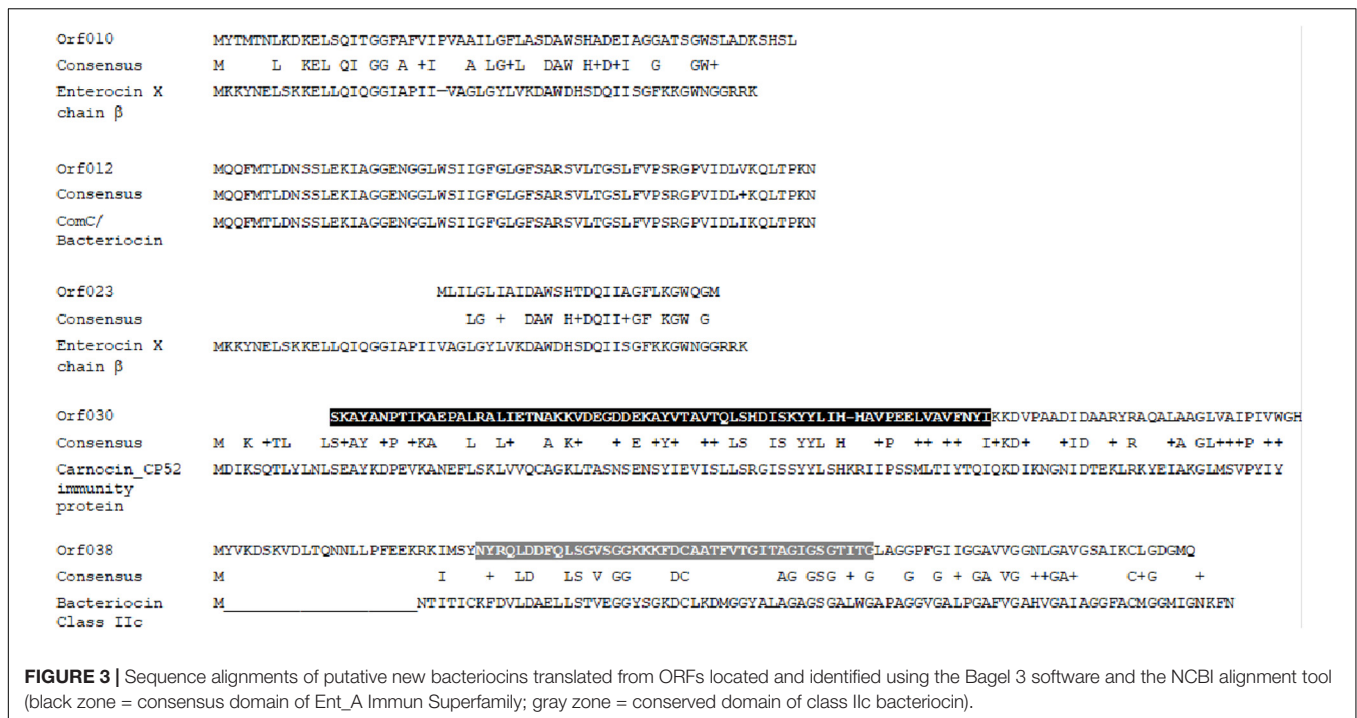 Orf010 MYTMTNLKDKELSQITGGFAFVIPVAAILGFLASDAWSHADEIAGGATSGWSLADKSHSL
Consensus M L KEL QI GG A +I A LG+L DAW H+D+I G GW+
Enterocin X MKKYNELSKKELLQIQGGIAPII–VAGLGYLVKDAWDHSDQIISGFKKGWNGGRRK
chain β
Orf012 MQQFMTLDNSSLEKIAGGENGGLWSIIGFGLGFSARSVLTGSLFVPSRGPVIDLVKQLTPKN
Consensus MQQFMTLDNSSLEKIAGGENGGLWSIIGFGLGFSARSVLTGSLFVPSRGPVIDL+KQLTPKN
ComC/ MQQFMTLDNSSLEKIAGGENGGLWSIIGFGLGFSARSVLTGSLFVPSRGPVIDLIKQLTPKN
Bacteriocin
Orf023 MLILGLIAIDAWSHTDQIIAGFLKGWQGM
Consensus LG + DAW H+DQII+GF KGW G
Enterocin X MKKYNELSKKELLQIQGGIAPIIVAGLGYLVKDAWDHSDQIISGFKKGWNGGRRK
chain β
Orf030 SKAYANPTIKAEPALRALIETNAKKVDEGDDEKAYVTAVTQLSHDISKYYLIH–HAVPEELVAVFNYIKKDVPAADIDAARYRAQALAAGLVAIPIVWGH
Consensus M K +TL LS+AY +P +KA L L+ A K+ + E +Y+ ++ LS IS YYL H +P ++ ++ I+KD+ +ID + R +A GL+++P ++
Carnocin_CP52 MDIKSQTLYLNLSEAYKDPEVKANEFLSKLVVQCAGKLTASNSENSYIEVISLLSRGISSYYLSHKRIIPSSMLTIYTQIQKDIKNGNIDTEKLRKYEIAKGLMSVPYIY
immunity
protein
Orf038 MYVKDSKVDLTQNNLLPFEEKRKIMSYNYRQLDDFQLSGVSGGKKKFDCAATFVTGITAGIGSGTITGLAGGPFGIIGGAVVGGNLGAVGSAIKCLGDGMQ
Consensus M I + LD LS V GG DC AG GSG + G G G + GA VG ++GA+ C+G +
Bacteriocin M NTITICKFDVLDAELLSTVEGGYSGKDCLKDMGGYALAGAGSGALWGAPAGGVGALPGAFVGAHVGAIAGGFACMGGMIGNKFN
Class IIc
FIGURE 3 | Sequence alignments of putative new bacteriocins translated from ORFs located and identified using the Bagel 3 software and the NCBI alignment tool
(black zone = consensus domain of Ent_A Immun Superfamily; gray zone = conserved domain of class IIc bacteriocin).